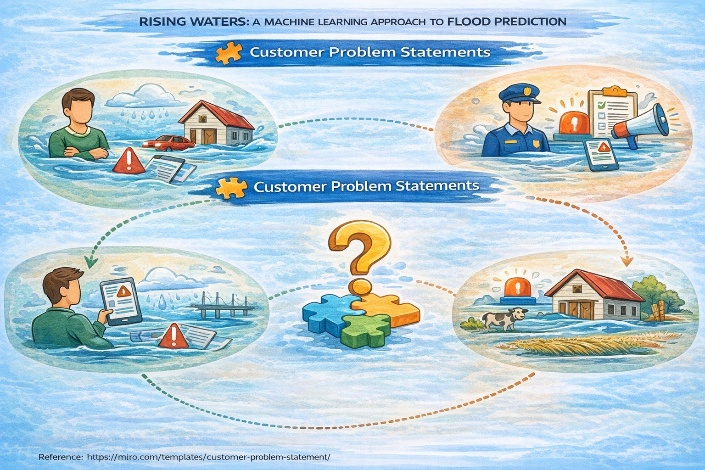 RISING WATERS: A MACHINE LEARNING APPROACH TO FLOOD PREDICTION
Customer Problem Statements
Customer Problem Statements
Reference: https://miro.com/templates/customer-problem-statement/